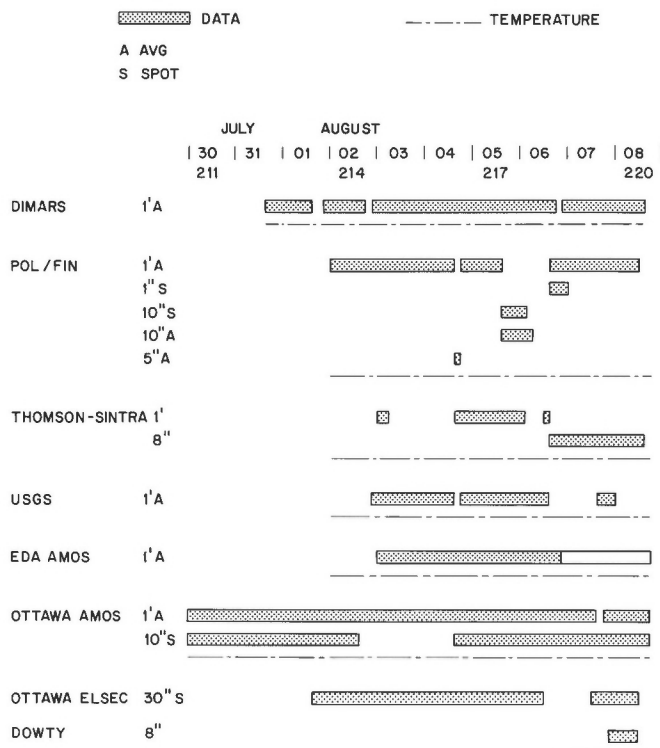 DATA TEMPERATURE
A AVG
S SPOT
JULY AUGUST
| 30 | 31 | 01 | 02 | 03 | 04 | 05 | 06 | 07 | 08
211 214 217 220
DIMARS 1'A
POL/FIN 1'A
1"S
10"S
10"A
5"A
THOMSON-SINTRA 1'
8"
USGS 1'A
EDA AMOS 1'A
OTTAWA AMOS 1'A
10"S
OTTAWA ELSEC 30"S
DOWTY 8"